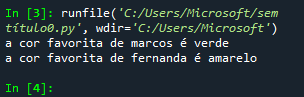 In [3]: runfile('C:/Users/Microsoft/sem
título0.py', wdir='C:/Users/Microsoft')
a cor favorita de marcos é verde
a cor favorita de fernanda é amarelo
In [4]: